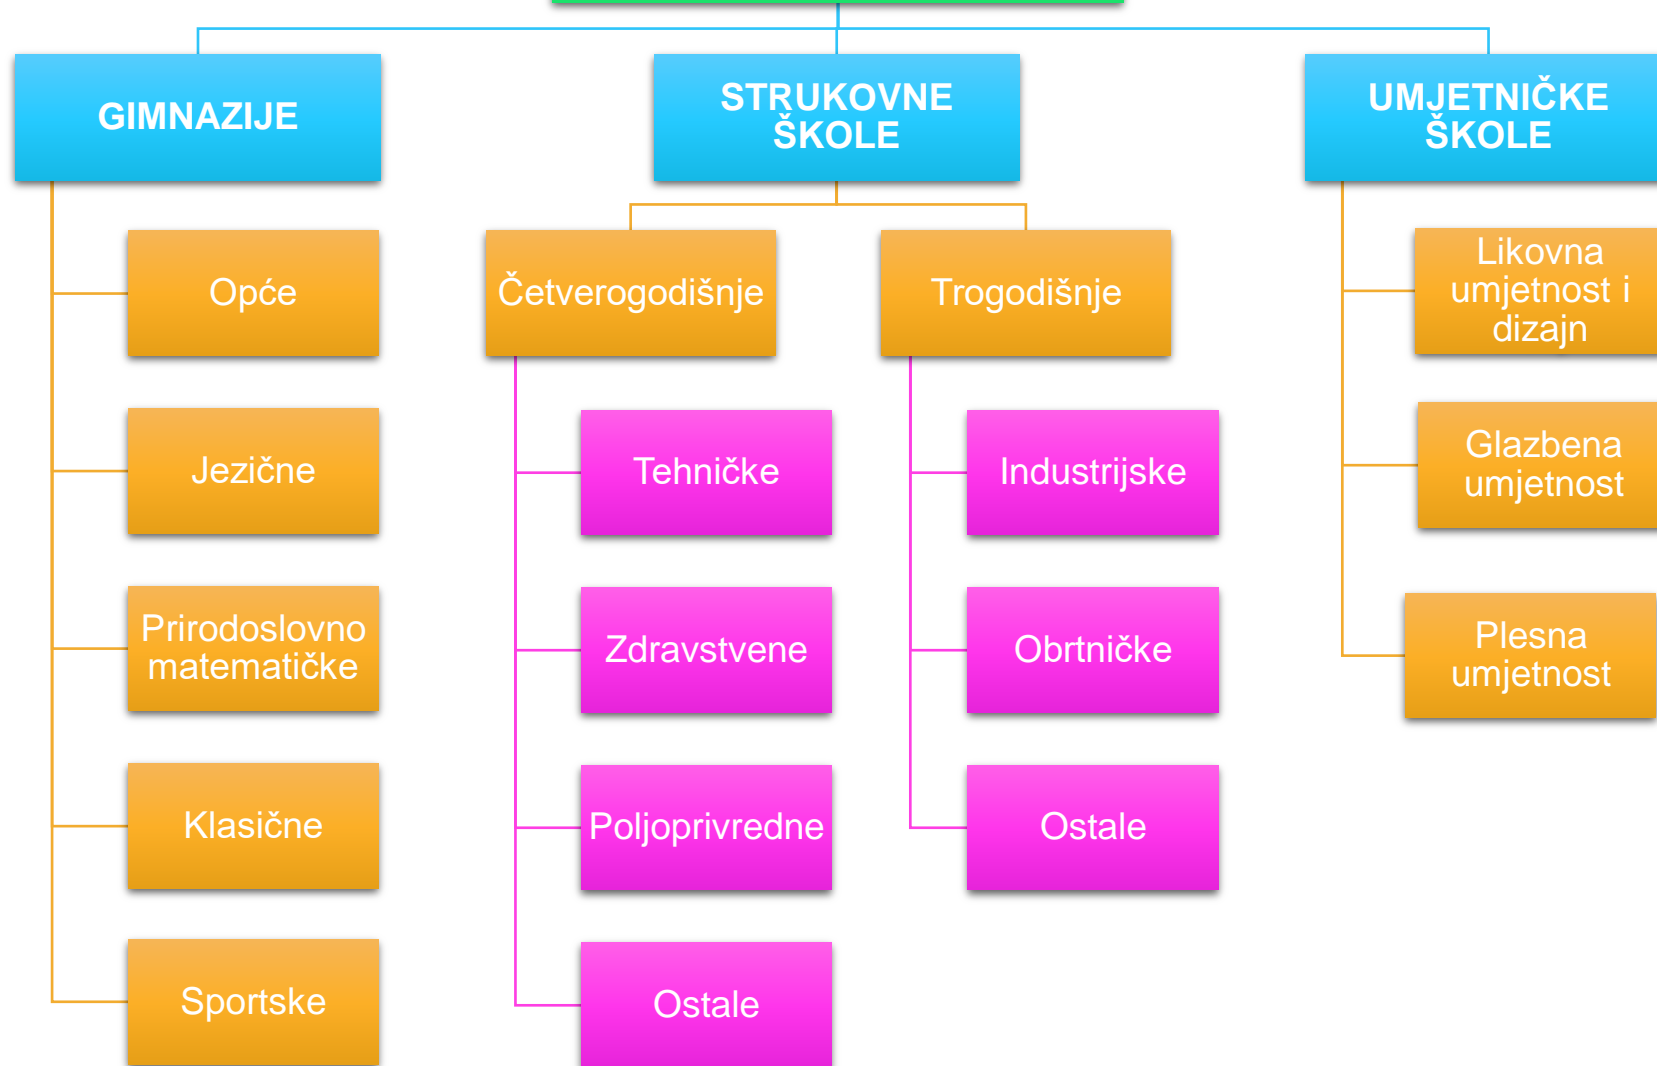 GIMNAZIJE
STRUKOVNE
ŠKOLE
UMJETNIČKE
ŠKOLE
Opće
Jezične
Prirodoslovno
matematičke
Klasične
Sportske
Četverogodišnje
Tehničke
Zdravstvene
Poljoprivredne
Ostale
Trogodišnje
Industrijske
Obrtničke
Ostale
Likovna
umjetnost i
dizajn
Glazbena
umjetnost
Plesna
umjetnost